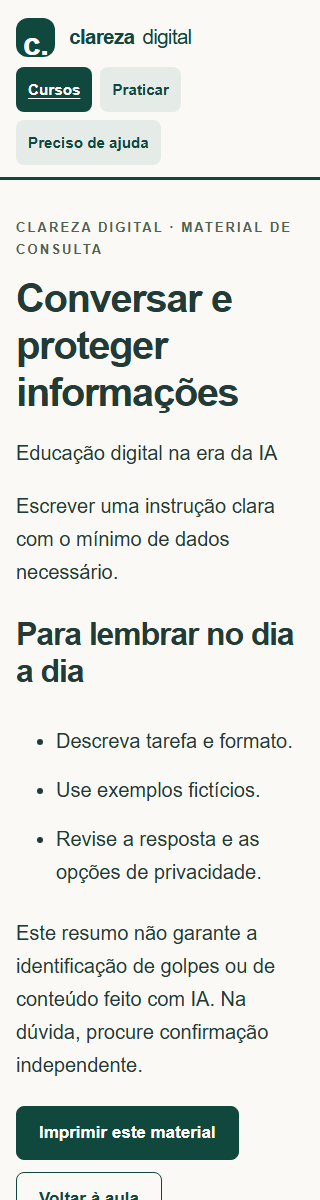 c. clareza digital
Cursos Praticar
Preciso de ajuda
CLAREZA DIGITAL · MATERIAL DE
CONSULTA
Conversar e
proteger
informações
Educação digital na era da IA
Escrever uma instrução clara
com o mínimo de dados
necessário.
Para lembrar no dia
a dia
• Descreva tarefa e formato.
• Use exemplos fictícios.
• Revise a resposta e as
opções de privacidade.
Este resumo não garante a
identificação de golpes ou de
conteúdo feito com IA. Na
dúvida, procure confirmação
independente.
Imprimir este material
Voltar à aula